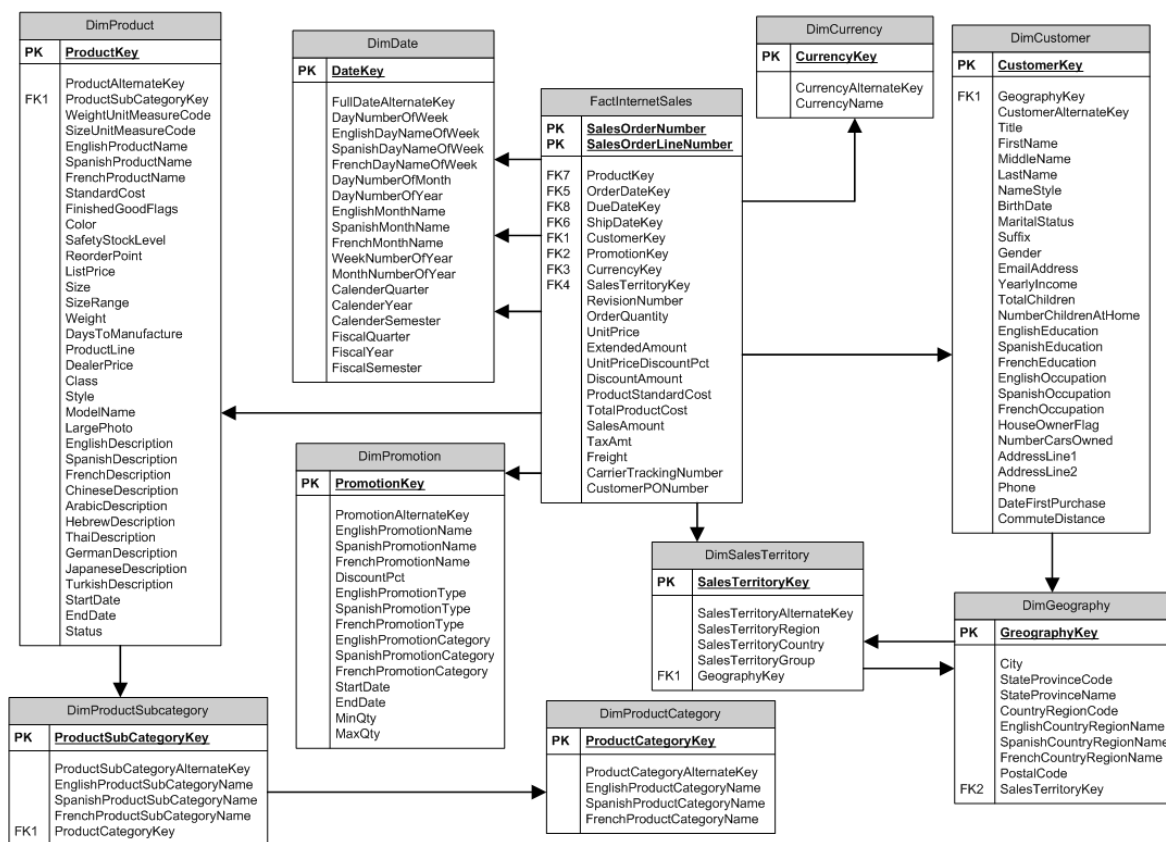 DimProduct
PK ProductKey
ProductAlternateKey
FK1 ProductSubCategoryKey
WeightUnitMeasureCode
SizeUnitMeasureCode
EnglishProductName
SpanishProductName
FrenchProductName
StandardCost
FinishedGoodFlags
Color
SafetyStockLevel
ReorderPoint
ListPrice
Size
SizeRange
Weight
DaysToManufacture
ProductLine
DealerPrice
Class
Style
ModelName
LargePhoto
EnglishDescription
SpanishDescription
FrenchDescription
ChineseDescription
ArabicDescription
HebrewDescription
ThaiDescription
GermanDescription
JapaneseDescription
TurkishDescription
StartDate
EndDate
Status
DimDate
PK DateKey
FullDateAlternateKey
DayNumberOfWeek
EnglishDayNameOfWeek
SpanishDayNameOfWeek
FrenchDayNameOfWeek
DayNumberOfMonth
DayNumberOfYear
EnglishMonthName
SpanishMonthName
FrenchMonthName
WeekNumberOfYear
MonthNumberOfYear
CalenderQuarter
CalenderYear
CalenderSemester
FiscalQuarter
FiscalYear
FiscalSemester
FactInternetSales
PK SalesOrderNumber
PK SalesOrderLineNumber
FK7 ProductKey
FK5 OrderDateKey
FK8 DueDateKey
FK6 ShipDateKey
FK1 CustomerKey
FK2 PromotionKey
FK3 CurrencyKey
FK4 SalesTerritoryKey
RevisionNumber
OrderQuantity
UnitPrice
ExtendedAmount
UnitPriceDiscountPct
DiscountAmount
ProductStandardCost
TotalProductCost
SalesAmount
TaxAmt
Freight
CarrierTrackingNumber
CustomerPONumber
DimCurrency
PK CurrencyKey
CurrencyAlternateKey
CurrencyName
DimCustomer
PK CustomerKey
FK1 GeographyKey
CustomerAlternateKey
Title
FirstName
MiddleName
LastName
NameStyle
BirthDate
MaritalStatus
Suffix
Gender
EmailAddress
YearlyIncome
TotalChildren
NumberChildrenAtHome
EnglishEducation
SpanishEducation
FrenchEducation
EnglishOccupation
SpanishOccupation
FrenchOccupation
HouseOwnerFlag
NumberCarsOwned
AddressLine1
AddressLine2
Phone
DateFirstPurchase
CommuteDistance
DimPromotion
PK PromotionKey
PromotionAlternateKey
EnglishPromotionName
SpanishPromotionName
FrenchPromotionName
DiscountPct
EnglishPromotionType
SpanishPromotionType
FrenchPromotionType
EnglishPromotionCategory
SpanishPromotionCategory
FrenchPromotionCategory
StartDate
EndDate
MinQty
MaxQty
DimSalesTerritory
PK SalesTerritoryKey
SalesTerritoryAlternateKey
SalesTerritoryRegion
SalesTerritoryCountry
SalesTerritoryGroup
FK1 GeographyKey
DimGeography
PK GreographyKey
City
StateProvinceCode
StateProvinceName
CountryRegionCode
EnglishCountryRegionName
SpanishCountryRegionName
FrenchCountryRegionName
PostalCode
FK2 SalesTerritoryKey
DimProductSubcategory
PK ProductSubCategoryKey
ProductSubCategoryAlternateKey
EnglishProductSubCategoryName
SpanishProductSubCategoryName
FrenchProductSubCategoryName
FK1 ProductCategoryKey
DimProductCategory
PK ProductCategoryKey
ProductCategoryAlternateKey
EnglishProductCategoryName
SpanishProductCategoryName
FrenchProductCategoryName